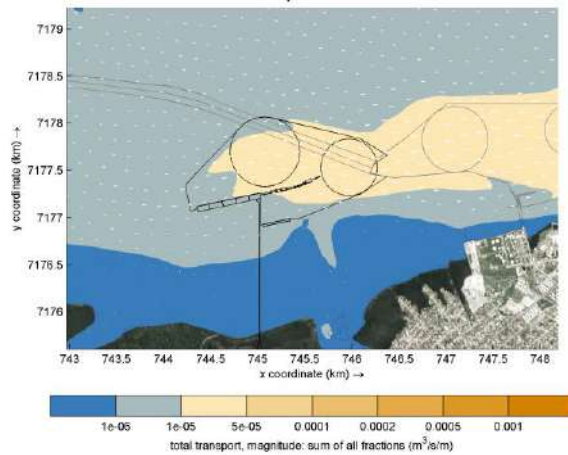 7179
7178.5
7178
7177.5
7177
7176.5
7176
y coordinate (km) →
743 743.5 744 744.5 745 745.5 746 746.5 747 747.5 748
x coordinate (km) →
1e-06 1e-05 5e-05 0.0001 0.0002 0.0005 0.001
total transport, magnitude: sum of all fractions (m³/s/m)